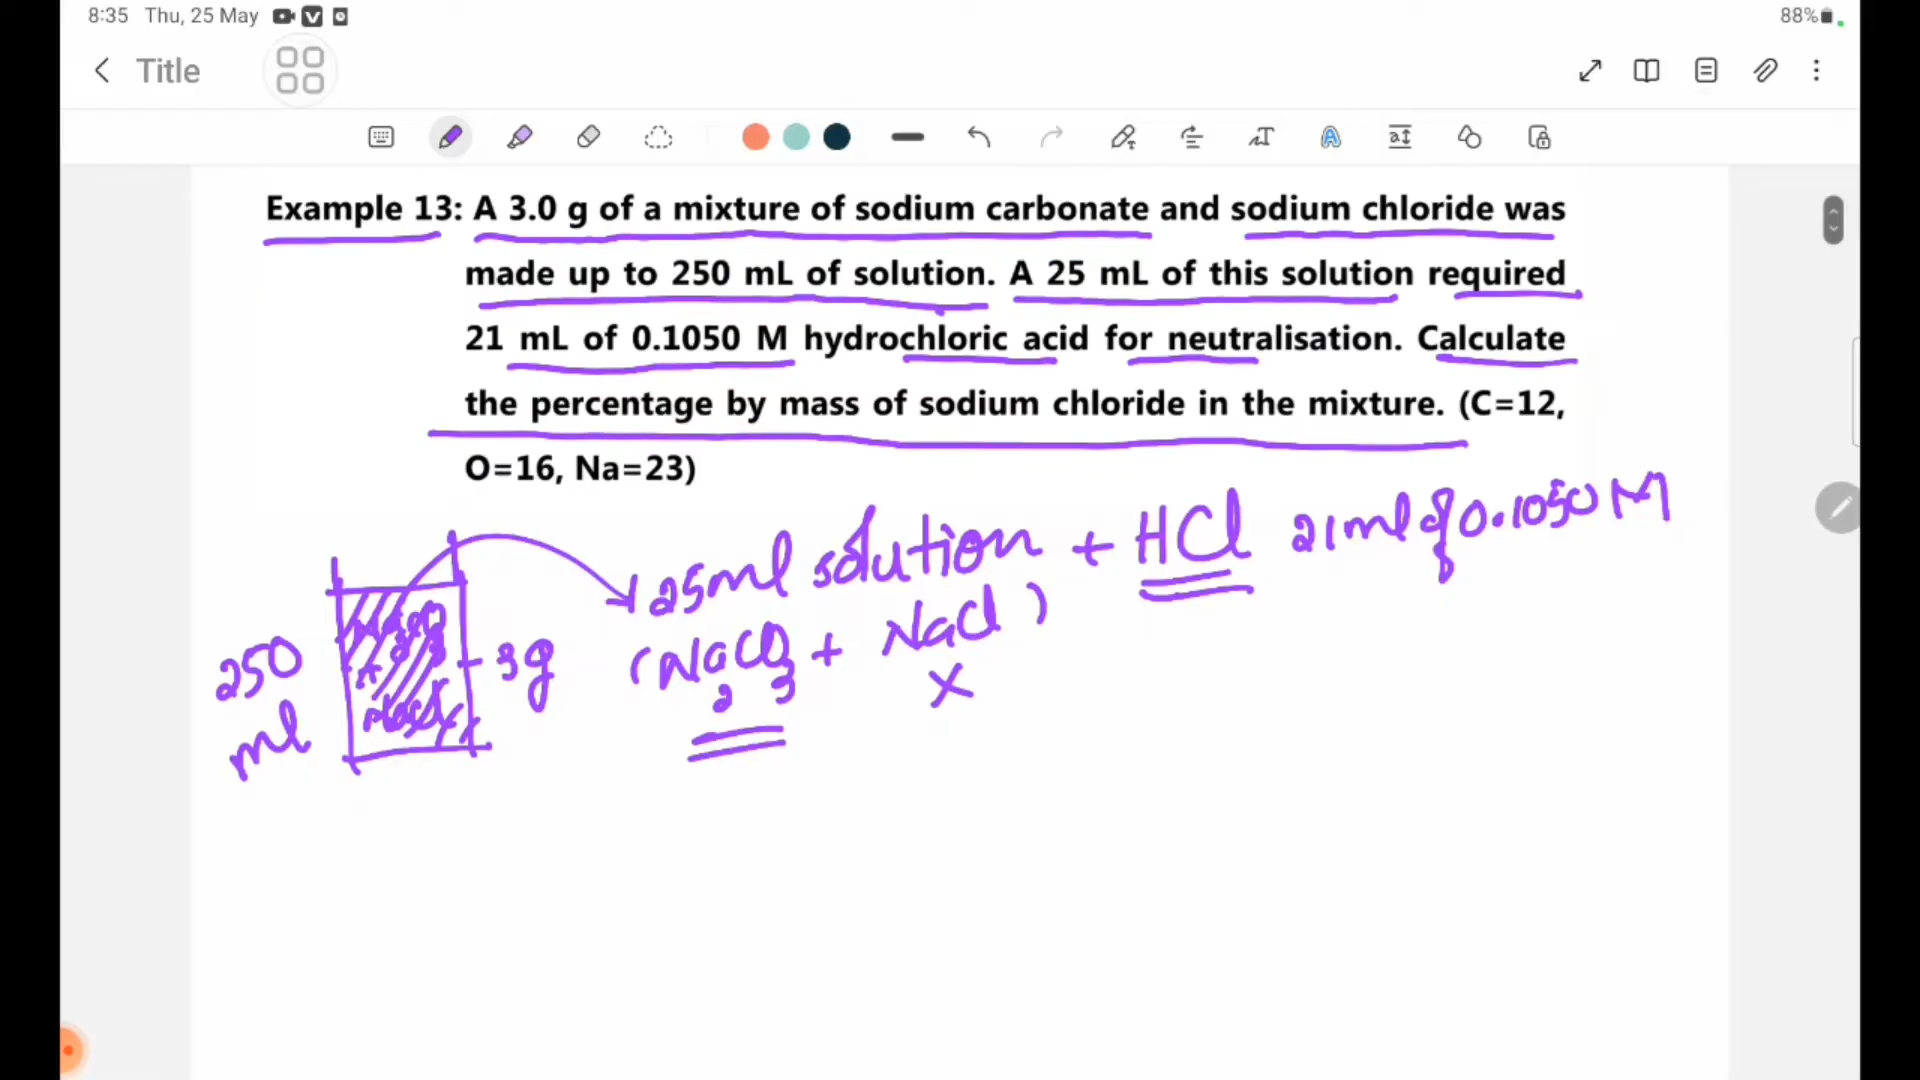 8:35 Thu, 25 May
88%
Title
Example 13: A 3.0 g of a mixture of sodium carbonate and sodium chloride was
made up to 250 mL of solution. A 25 mL of this solution required
21 mL of 0.1050 M hydrochloric acid for neutralisation. Calculate
the percentage by mass of sodium chloride in the mixture. (C=12,
O=16, Na=23)
25ml solution + HCl 21ml of 0.1050 M
(Na2CO3 + NaCl)
X
250
ml
3g